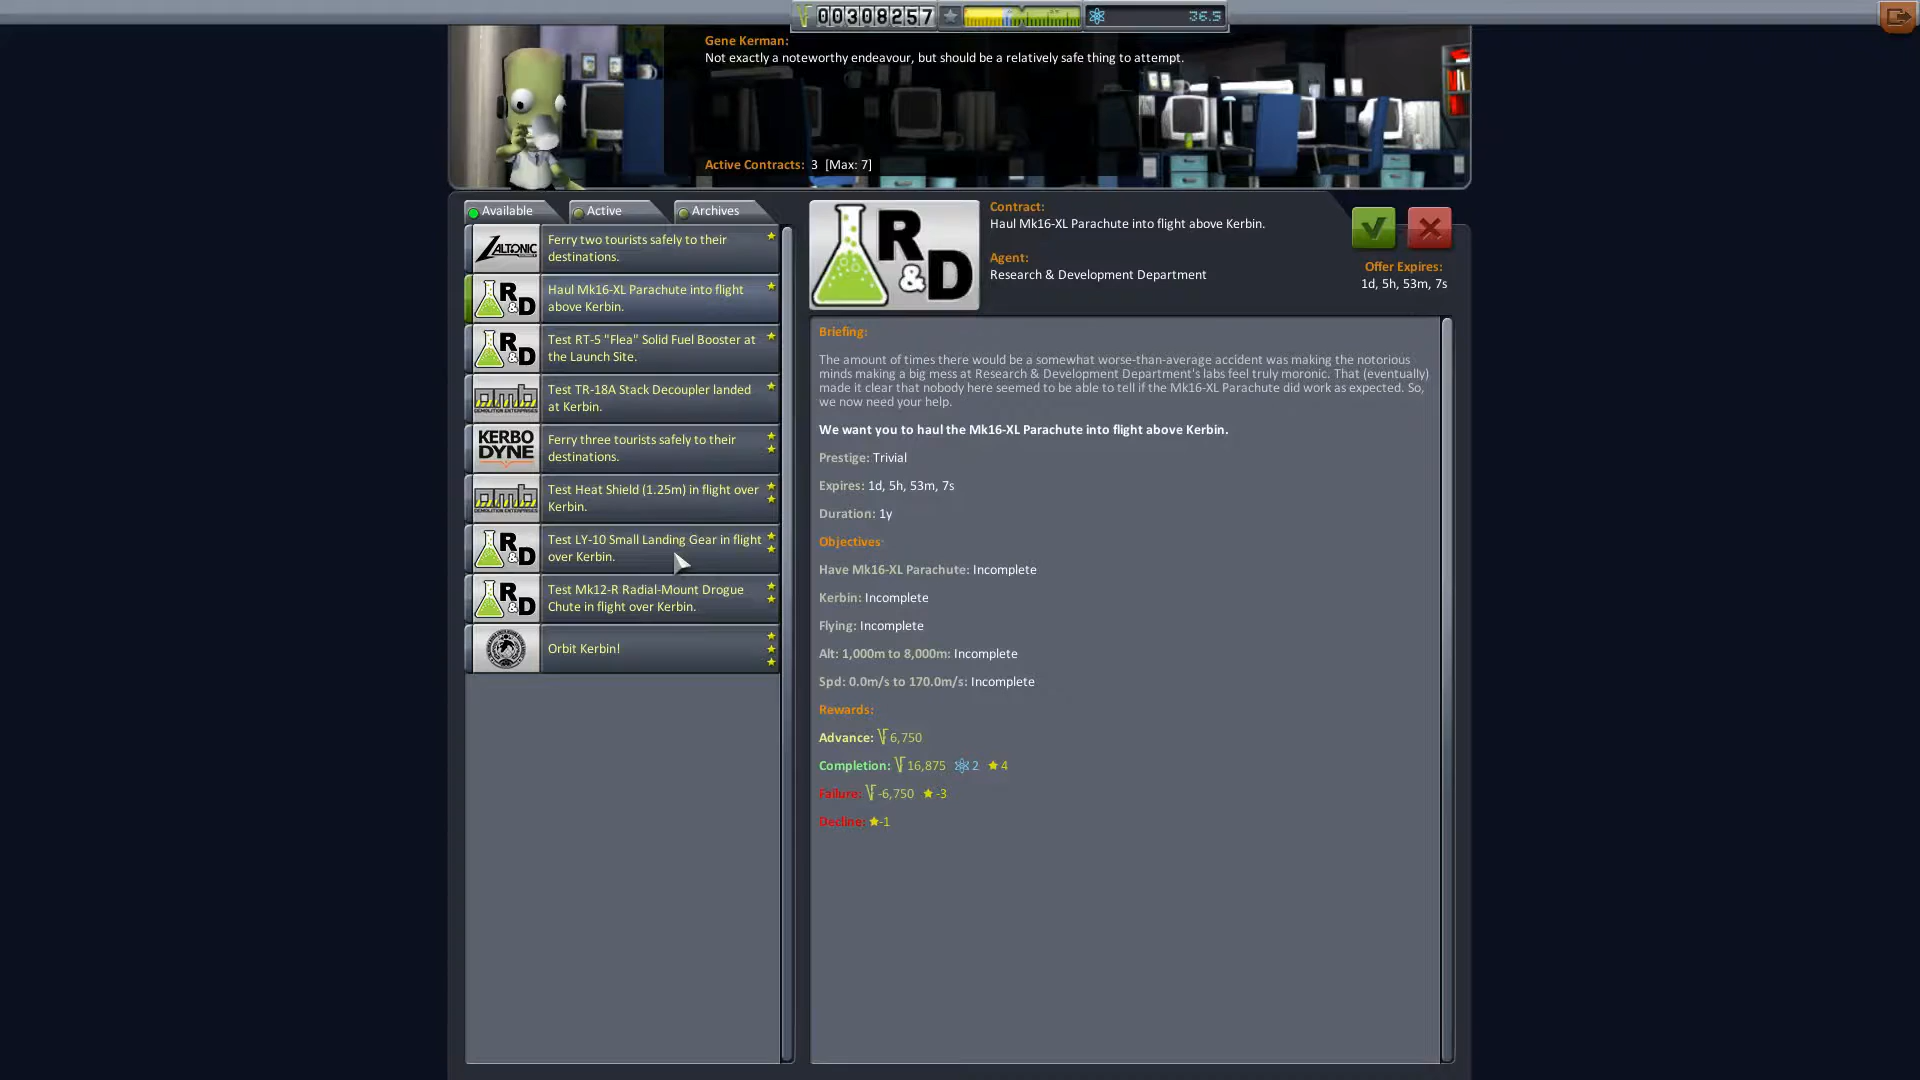 00308257
36.5
Gene Kerman:
Not exactly a noteworthy endeavour, but should be a relatively safe thing to attempt.
Active Contracts: 3 [Max: 7]
Available
Active
Archives
ZALTONIC
Ferry two tourists safely to their
destinations.
R&D
Haul Mk16-XL Parachute into flight
above Kerbin.
R&D
Test RT-5 "Flea" Solid Fuel Booster at
the Launch Site.
Test TR-18A Stack Decoupler landed
at Kerbin.
KERBO
DYNE
Ferry three tourists safely to their
destinations.
Test Heat Shield (1.25m) in flight over
Kerbin.
R&D
Test LY-10 Small Landing Gear in flight
over Kerbin.
R&D
Test Mk12-R Radial-Mount Drogue
Chute in flight over Kerbin.
Orbit Kerbin!
R&D
Contract:
Haul Mk16-XL Parachute into flight above Kerbin.
Agent:
Research & Development Department
Offer Expires:
1d, 5h, 53m, 7s
Briefing:
The amount of times there would be a somewhat worse-than-average accident was making the notorious
minds making a big mess at Research & Development Department's labs feel truly moronic. That (eventually)
made it clear that nobody here seemed to be able to tell if the Mk16-XL Parachute did work as expected. So,
we now need your help.
We want you to haul the Mk16-XL Parachute into flight above Kerbin.
Prestige: Trivial
Expires: 1d, 5h, 53m, 7s
Duration: 1y
Objectives:
Have Mk16-XL Parachute: Incomplete
Kerbin: Incomplete
Flying: Incomplete
Alt: 1,000m to 8,000m: Incomplete
Spd: 0.0m/s to 170.0m/s: Incomplete
Rewards:
Advance: 6,750
Completion: 16,875 2 4
Failure: -6,750 -3
Decline: -1